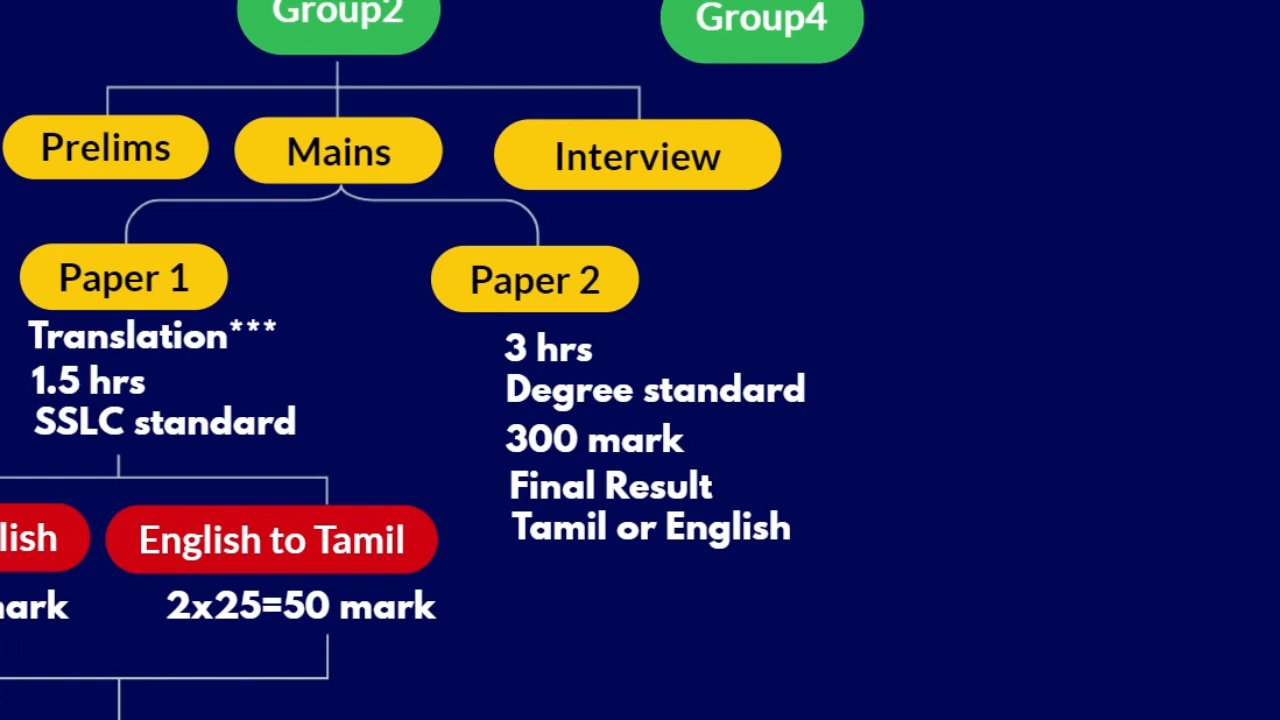 Group2
Group4
Prelims
Mains
Interview
Paper 1
Paper 2
Translation***
1.5 hrs
SSLC standard
3 hrs
Degree standard
300 mark
Final Result
Tamil or English
English to Tamil
2x25=50 mark